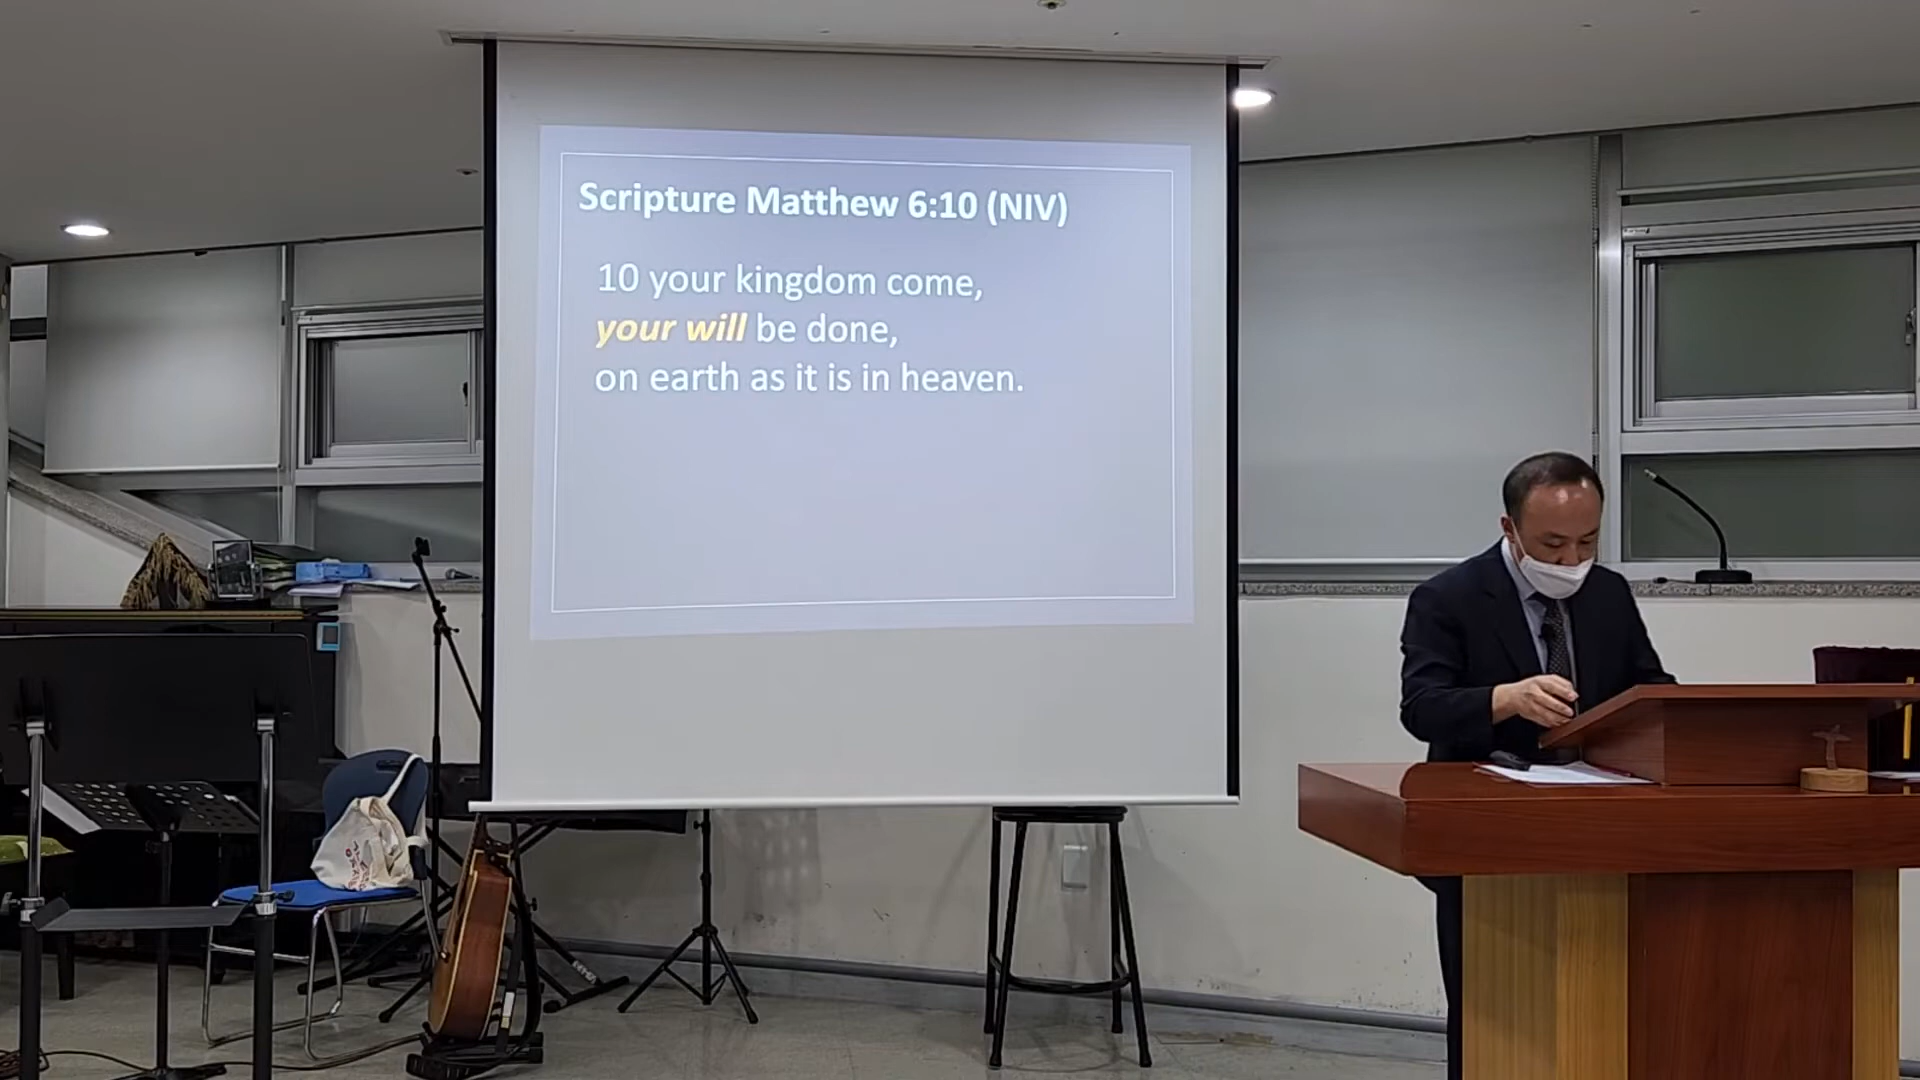 Scripture Matthew 6:10 (NIV)
10 your kingdom come,
your will be done,
on earth as it is in heaven.